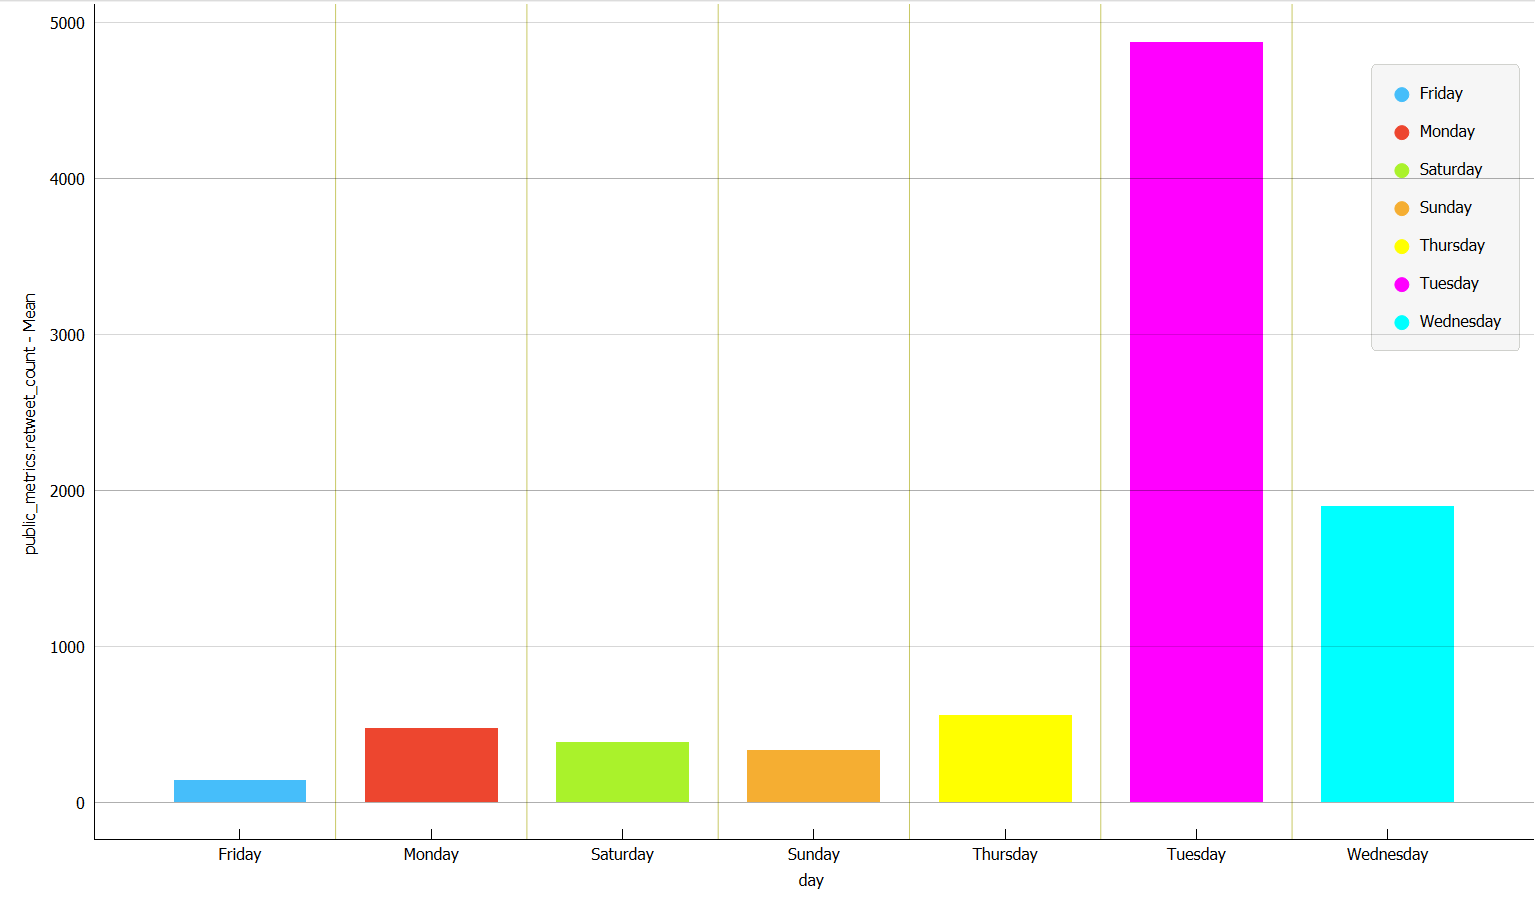 5000
4000
3000
2000
1000
0
public_metrics.retweet_count - Mean
Friday
Monday
Saturday
Sunday
Thursday
Tuesday
Wednesday
Friday Monday Saturday Sunday Thursday Tuesday Wednesday
day